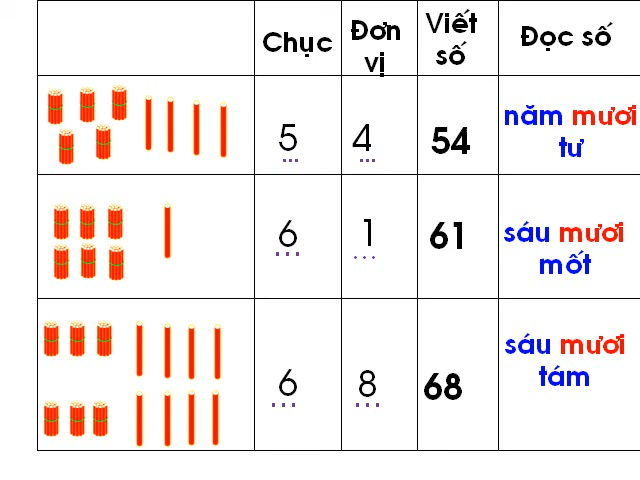 Chục Đơn vị Viết số Đọc số
5 4 54 năm mươi tư
6 1 61 sáu mươi mốt
6 8 68 sáu mươi tám